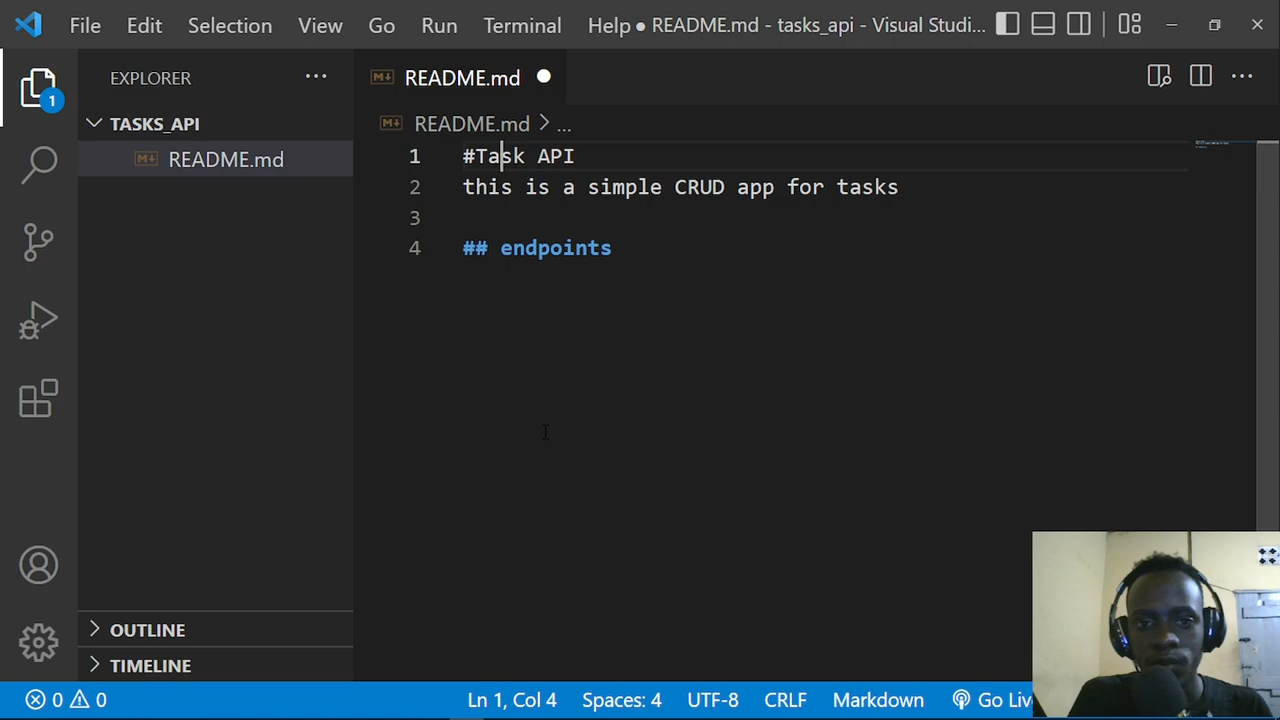 File Edit Selection View Go Run Terminal Help ● README.md - tasks_api - Visual Studi...
EXPLORER ...
1
TASKS_API
README.md
README.md
README.md > ...
1 #Task API
2 this is a simple CRUD app for tasks
3
4 ## endpoints
OUTLINE
TIMELINE
0 0 Ln 1, Col 4 Spaces: 4 UTF-8 CRLF Markdown Go Liv